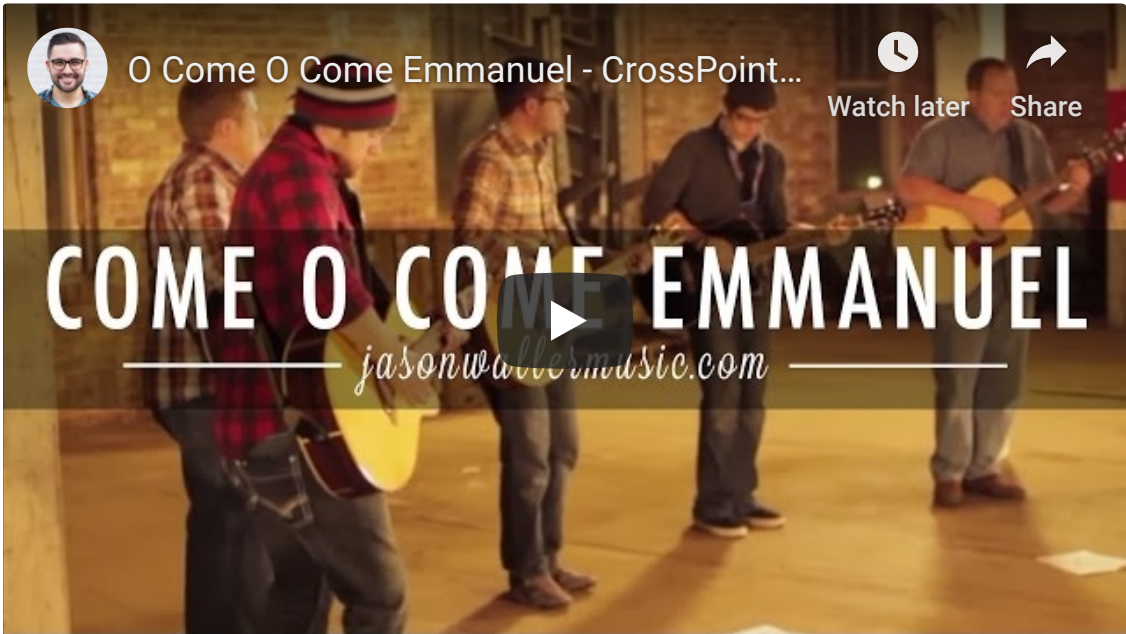 O Come O Come Emmanuel - CrossPoint...
Watch later
Share
COME O COME EMMANUEL
jasonwallermusic.com